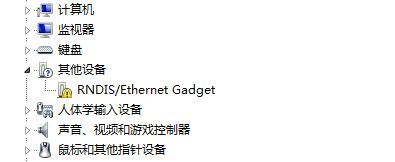 计算机
监视器
键盘
其他设备
RNDIS/Ethernet Gadget
人体学输入设备
声音、视频和游戏控制器
鼠标和其他指针设备